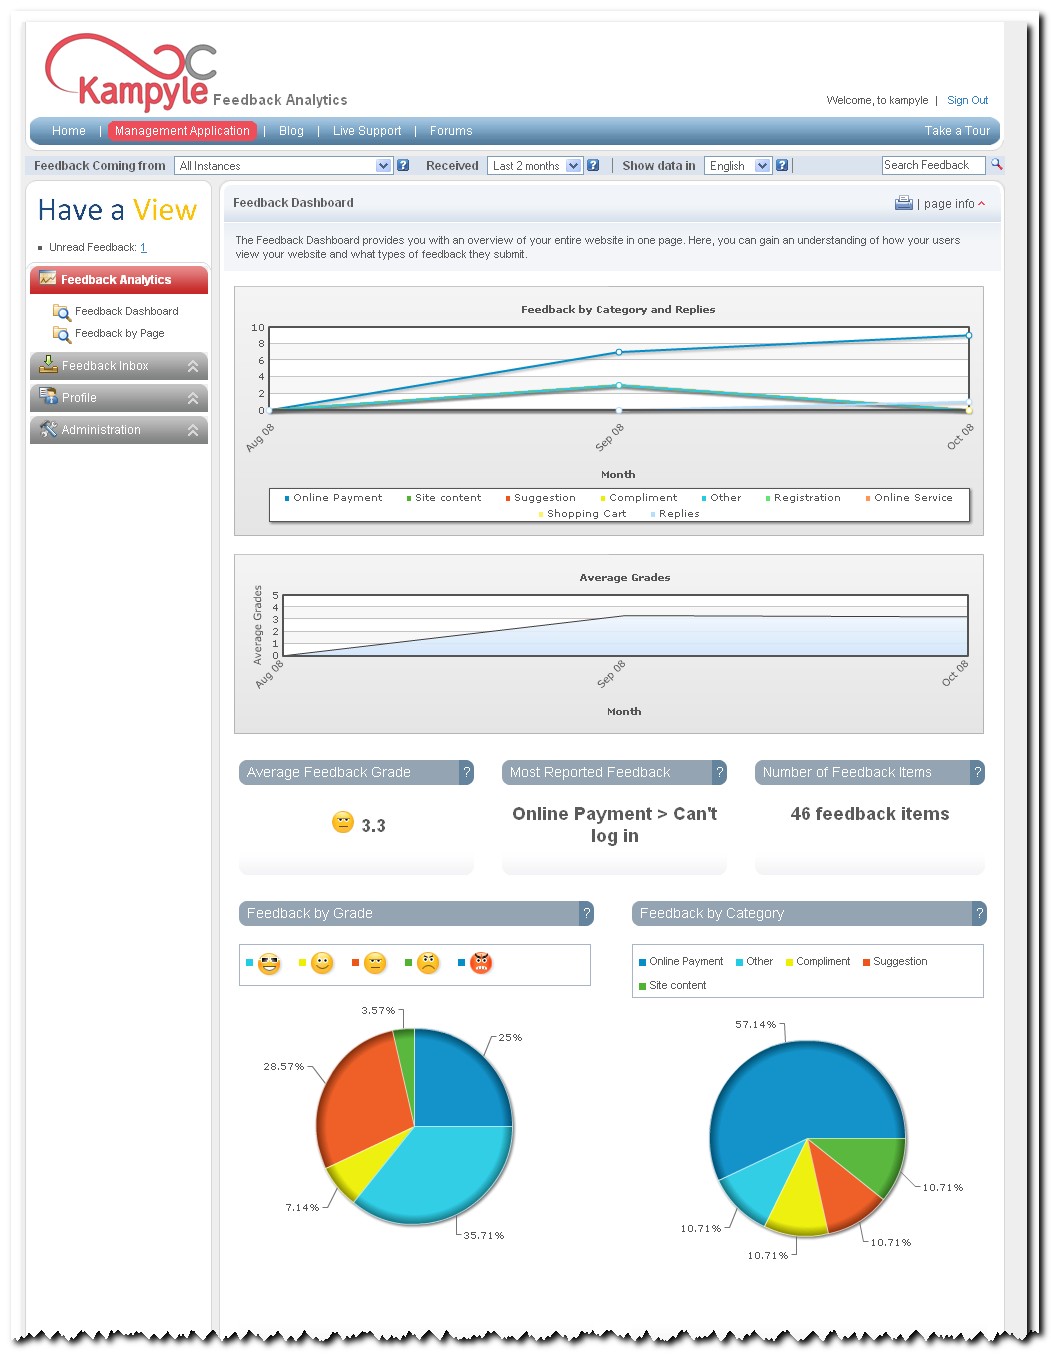 Kampyle Feedback Analytics
Welcome, to kampyle | Sign Out
Home | Management Application | Blog | Live Support | Forums Take a Tour
Feedback Coming from All Instances ? Received Last 2 months ? | Show data in English ? | Search Feedback
Have a View
Unread Feedback: 1
Feedback Analytics
Feedback Dashboard
Feedback by Page
Feedback Inbox
Profile
Administration
Feedback Dashboard | page info
The Feedback Dashboard provides you with an overview of your entire website in one page. Here, you can gain an understanding of how your users
view your website and what types of feedback they submit.
Feedback by Category and Replies
10
8
6
4
2
0
Aug 08 Sep 08 Oct 08
Month
Online Payment Site content Suggestion Compliment Other Registration Online Service
Shopping Cart Replies
Average Grades
Average Grades
5
4
3
2
1
0
Aug 08 Sep 08 Oct 08
Month
Average Feedback Grade ?
3.3
Most Reported Feedback ?
Online Payment > Can't
log in
Number of Feedback Items ?
46 feedback items
Feedback by Grade ?
3.57%
25%
28.57%
7.14%
35.71%
Feedback by Category ?
Online Payment Other Compliment Suggestion
Site content
57.14%
10.71%
10.71%
10.71%
10.71%